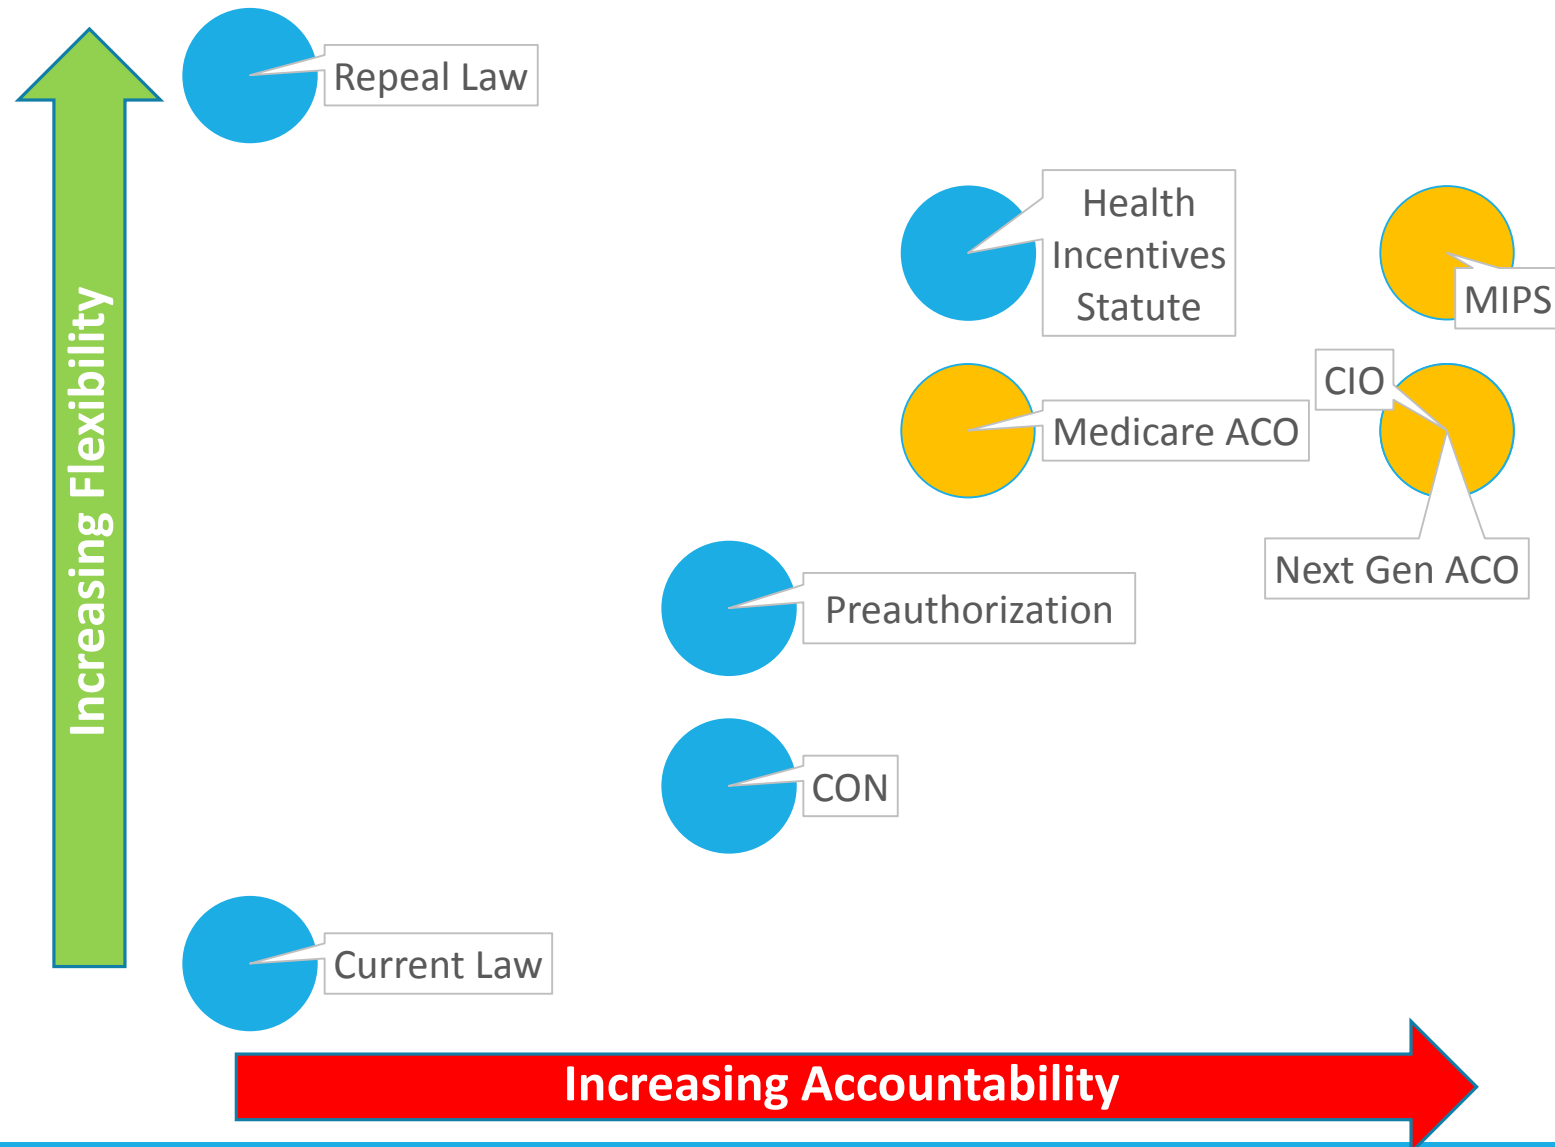 Repeal Law
Health
Incentives
Statute
MIPS
CIO
Medicare ACO
Next Gen ACO
Preauthorization
CON
Current Law
Increasing Flexibility
Increasing Accountability